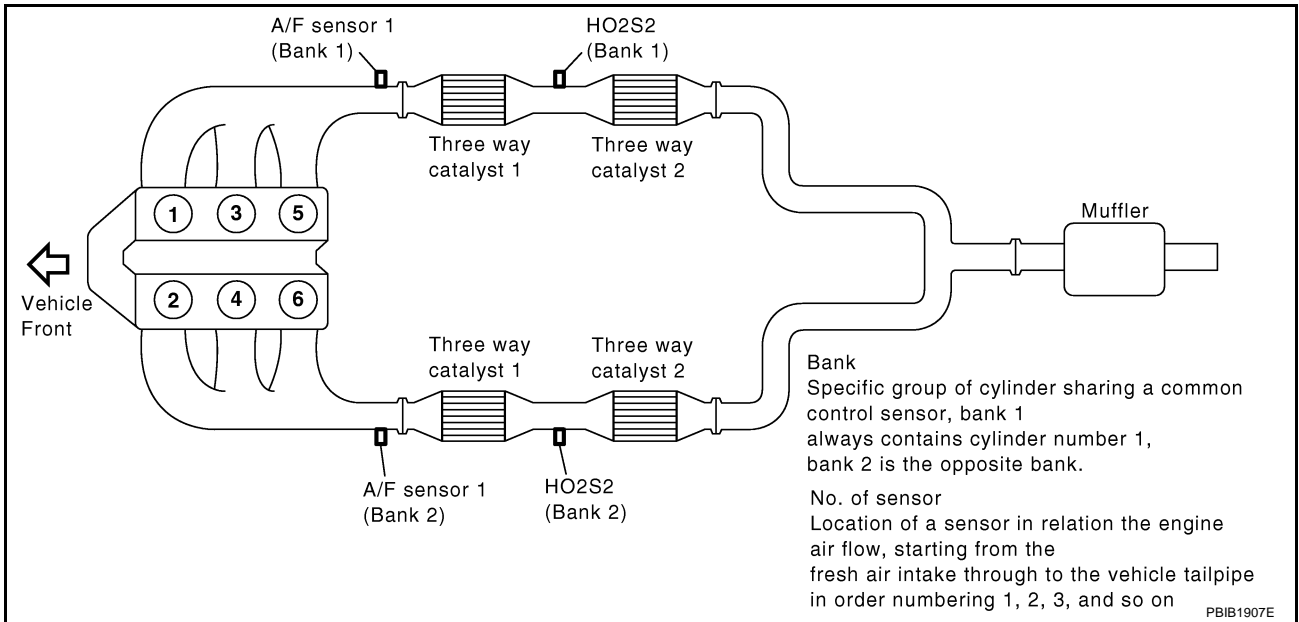 A/F sensor 1
(Bank 1)
HO2S2
(Bank 1)
Three way
catalyst 1
Three way
catalyst 2
1
3
5
2
4
6
Vehicle
Front
Muffler
Three way
catalyst 1
Three way
catalyst 2
A/F sensor 1
(Bank 2)
HO2S2
(Bank 2)
Bank
Specific group of cylinder sharing a common
control sensor, bank 1
always contains cylinder number 1,
bank 2 is the opposite bank.
No. of sensor
Location of a sensor in relation the engine
air flow, starting from the
fresh air intake through to the vehicle tailpipe
in order numbering 1, 2, 3, and so on
PBIB1907E